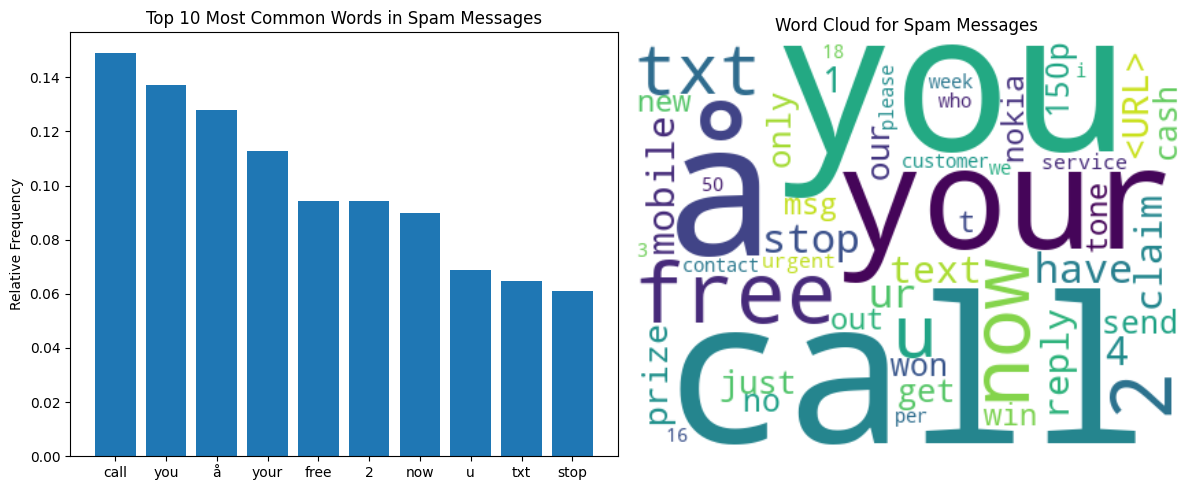 Top 10 Most Common Words in Spam Messages
Relative Frequency
0.14
0.12
0.10
0.08
0.06
0.04
0.02
0.00
call you å your free 2 now u txt stop
Word Cloud for Spam Messages
txt
you
18
1
week
who
please
i
150p
<URL>
new
only
our
nokia
cash
mobile
å
50
customer
we
service
your
t
tone
msg
stop
3
contact
urgent
text
have
claim
free
ur
out
u
now
send
4
reply
prize
call
won
just
no
get
per
win
2
16